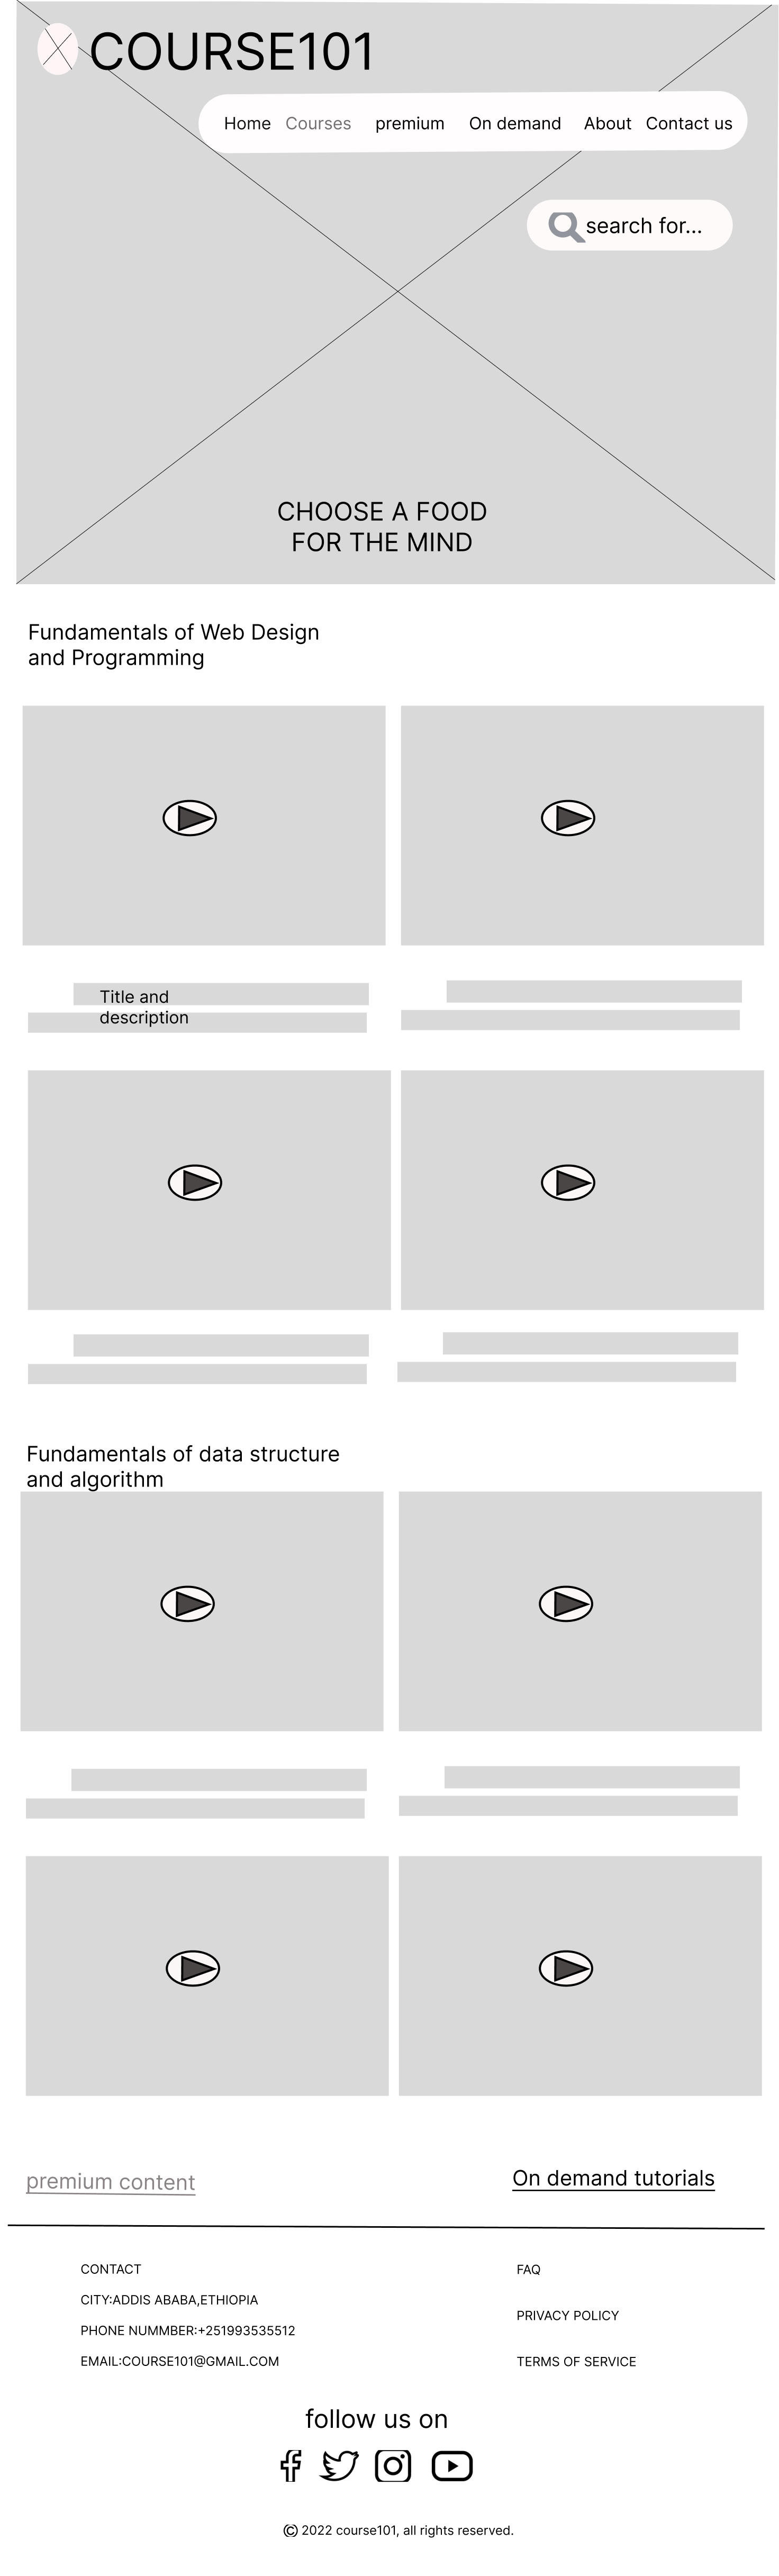 COURSE101
Home Courses premium On demand About Contact us
search for...
CHOOSE A FOOD
FOR THE MIND
Fundamentals of Web Design
and Programming
Title and
description
Fundamentals of data structure
and algorithm
premium content
On demand tutorials
CONTACT
CITY:ADDIS ABABA,ETHIOPIA
PHONE NUMMBER:+251993535512
EMAIL:COURSE101@GMAIL.COM
FAQ
PRIVACY POLICY
TERMS OF SERVICE
follow us on
© 2022 course101, all rights reserved.